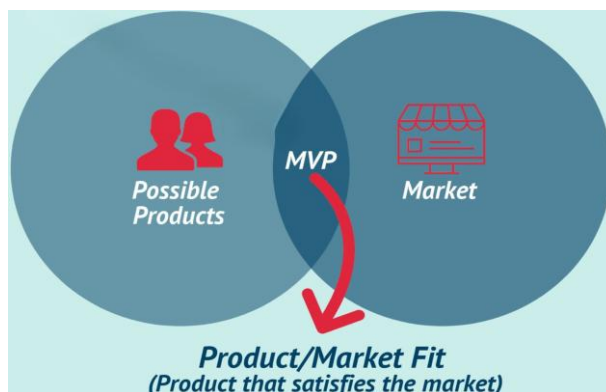 Possible
Products
MVP
Market
Product/Market Fit
(Product that satisfies the market)